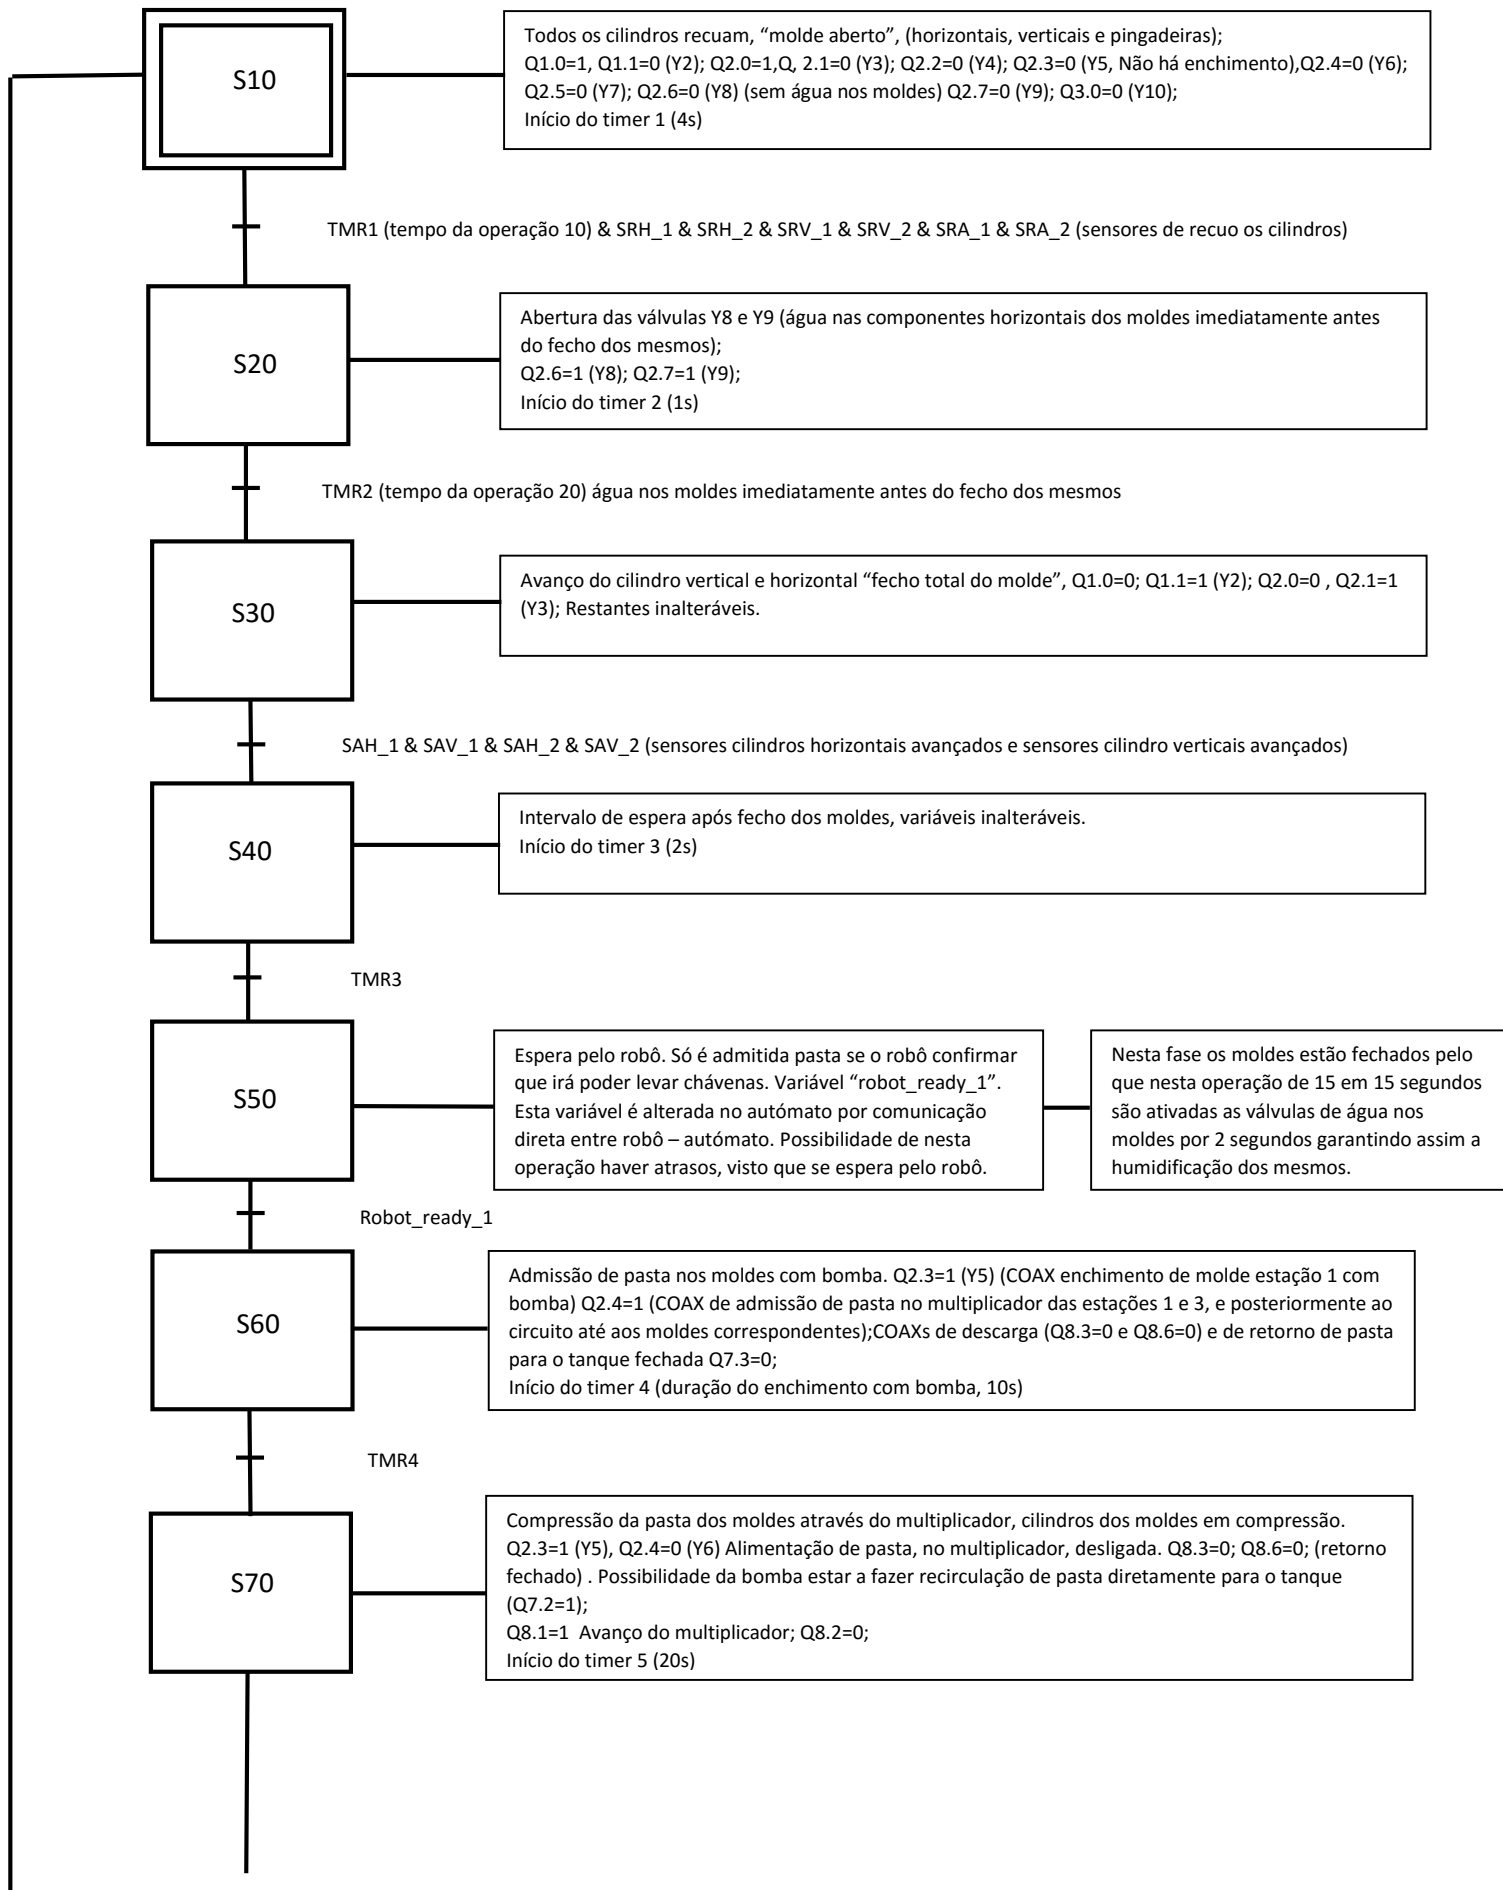 S10
Todos os cilindros recuam, “molde aberto”, (horizontais, verticais e pingadeiras);
Q1.0=1, Q1.1=0 (Y2); Q2.0=1,Q, 2.1=0 (Y3); Q2.2=0 (Y4); Q2.3=0 (Y5, Não há enchimento),Q2.4=0 (Y6);
Q2.5=0 (Y7); Q2.6=0 (Y8) (sem água nos moldes) Q2.7=0 (Y9); Q3.0=0 (Y10);
Início do timer 1 (4s)
TMR1 (tempo da operação 10) & SRH_1 & SRH_2 & SRV_1 & SRV_2 & SRA_1 & SRA_2 (sensores de recuo os cilindros)
S20
Abertura das válvulas Y8 e Y9 (água nas componentes horizontais dos moldes imediatamente antes
do fecho dos mesmos);
Q2.6=1 (Y8); Q2.7=1 (Y9);
Início do timer 2 (1s)
TMR2 (tempo da operação 20) água nos moldes imediatamente antes do fecho dos mesmos
S30
Avanço do cilindro vertical e horizontal “fecho total do molde”, Q1.0=0; Q1.1=1 (Y2); Q2.0=0 , Q2.1=1
(Y3); Restantes inalteráveis.
SAH_1 & SAV_1 & SAH_2 & SAV_2 (sensores cilindros horizontais avançados e sensores cilindro verticais avançados)
S40
Intervalo de espera após fecho dos moldes, variáveis inalteráveis.
Início do timer 3 (2s)
TMR3
S50
Espera pelo robô. Só é admitida pasta se o robô confirmar
que irá poder levar chávenas. Variável “robot_ready_1”.
Esta variável é alterada no autómato por comunicação
direta entre robô – autómato. Possibilidade de nesta
operação haver atrasos, visto que se espera pelo robô.
Nesta fase os moldes estão fechados pelo
que nesta operação de 15 em 15 segundos
são ativadas as válvulas de água nos
moldes por 2 segundos garantindo assim a
humidificação dos mesmos.
Robot_ready_1
S60
Admissão de pasta nos moldes com bomba. Q2.3=1 (Y5) (COAX enchimento de molde estação 1 com
bomba) Q2.4=1 (COAX de admissão de pasta no multiplicador das estações 1 e 3, e posteriormente ao
circuito até aos moldes correspondentes);COAXs de descarga (Q8.3=0 e Q8.6=0) e de retorno de pasta
para o tanque fechada Q7.3=0;
Início do timer 4 (duração do enchimento com bomba, 10s)
TMR4
S70
Compressão da pasta dos moldes através do multiplicador, cilindros dos moldes em compressão.
Q2.3=1 (Y5), Q2.4=0 (Y6) Alimentação de pasta, no multiplicador, desligada. Q8.3=0; Q8.6=0; (retorno
fechado) . Possibilidade da bomba estar a fazer recirculação de pasta diretamente para o tanque
(Q7.2=1);
Q8.1=1 Avanço do multiplicador; Q8.2=0;
Início do timer 5 (20s)